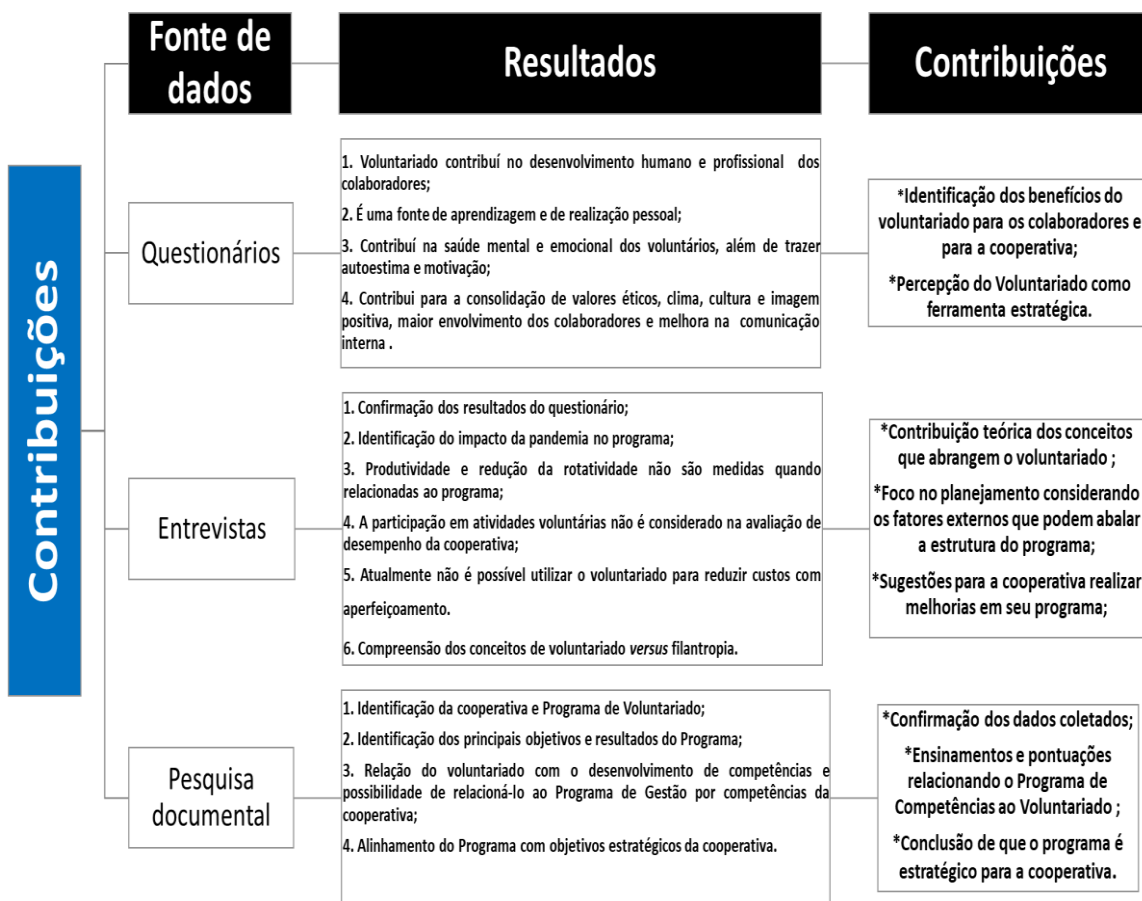 Contribuições
Fonte de
dados
Resultados
Contribuições
Questionários
1. Voluntariado contribuí no desenvolvimento humano e profissional dos
colaboradores;
2. É uma fonte de aprendizagem e de realização pessoal;
3. Contribuí na saúde mental e emocional dos voluntários, além de trazer
autoestima e motivação;
4. Contribui para a consolidação de valores éticos, clima, cultura e imagem
positiva, maior envolvimento dos colaboradores e melhora na comunicação
interna .
*Identificação dos benefícios do
voluntariado para os colaboradores e
para a cooperativa;
*Percepção do Voluntariado como
ferramenta estratégica.
Entrevistas
1. Confirmação dos resultados do questionário;
2. Identificação do impacto da pandemia no programa;
3. Produtividade e redução da rotatividade não são medidas quando
relacionadas ao programa;
4. A participação em atividades voluntárias não é considerado na avaliação de
desempenho da cooperativa;
5. Atualmente não é possível utilizar o voluntariado para reduzir custos com
aperfeiçoamento.
6. Compreensão dos conceitos de voluntariado versus filantropia.
*Contribuição teórica dos conceitos
que abrangem o voluntariado ;
*Foco no planejamento considerando
os fatores externos que podem abalar
a estrutura do programa;
*Sugestões para a cooperativa realizar
melhorias em seu programa;
Pesquisa
documental
1. Identificação da cooperativa e Programa de Voluntariado;
2. Identificação dos principais objetivos e resultados do Programa;
3. Relação do voluntariado com o desenvolvimento de competências e
possibilidade de relacioná-lo ao Programa de Gestão por competências da
cooperativa;
4. Alinhamento do Programa com objetivos estratégicos da cooperativa.
*Confirmação dos dados coletados;
*Ensinamentos e pontuações
relacionando o Programa de
Competências ao Voluntariado ;
*Conclusão de que o programa é
estratégico para a cooperativa.